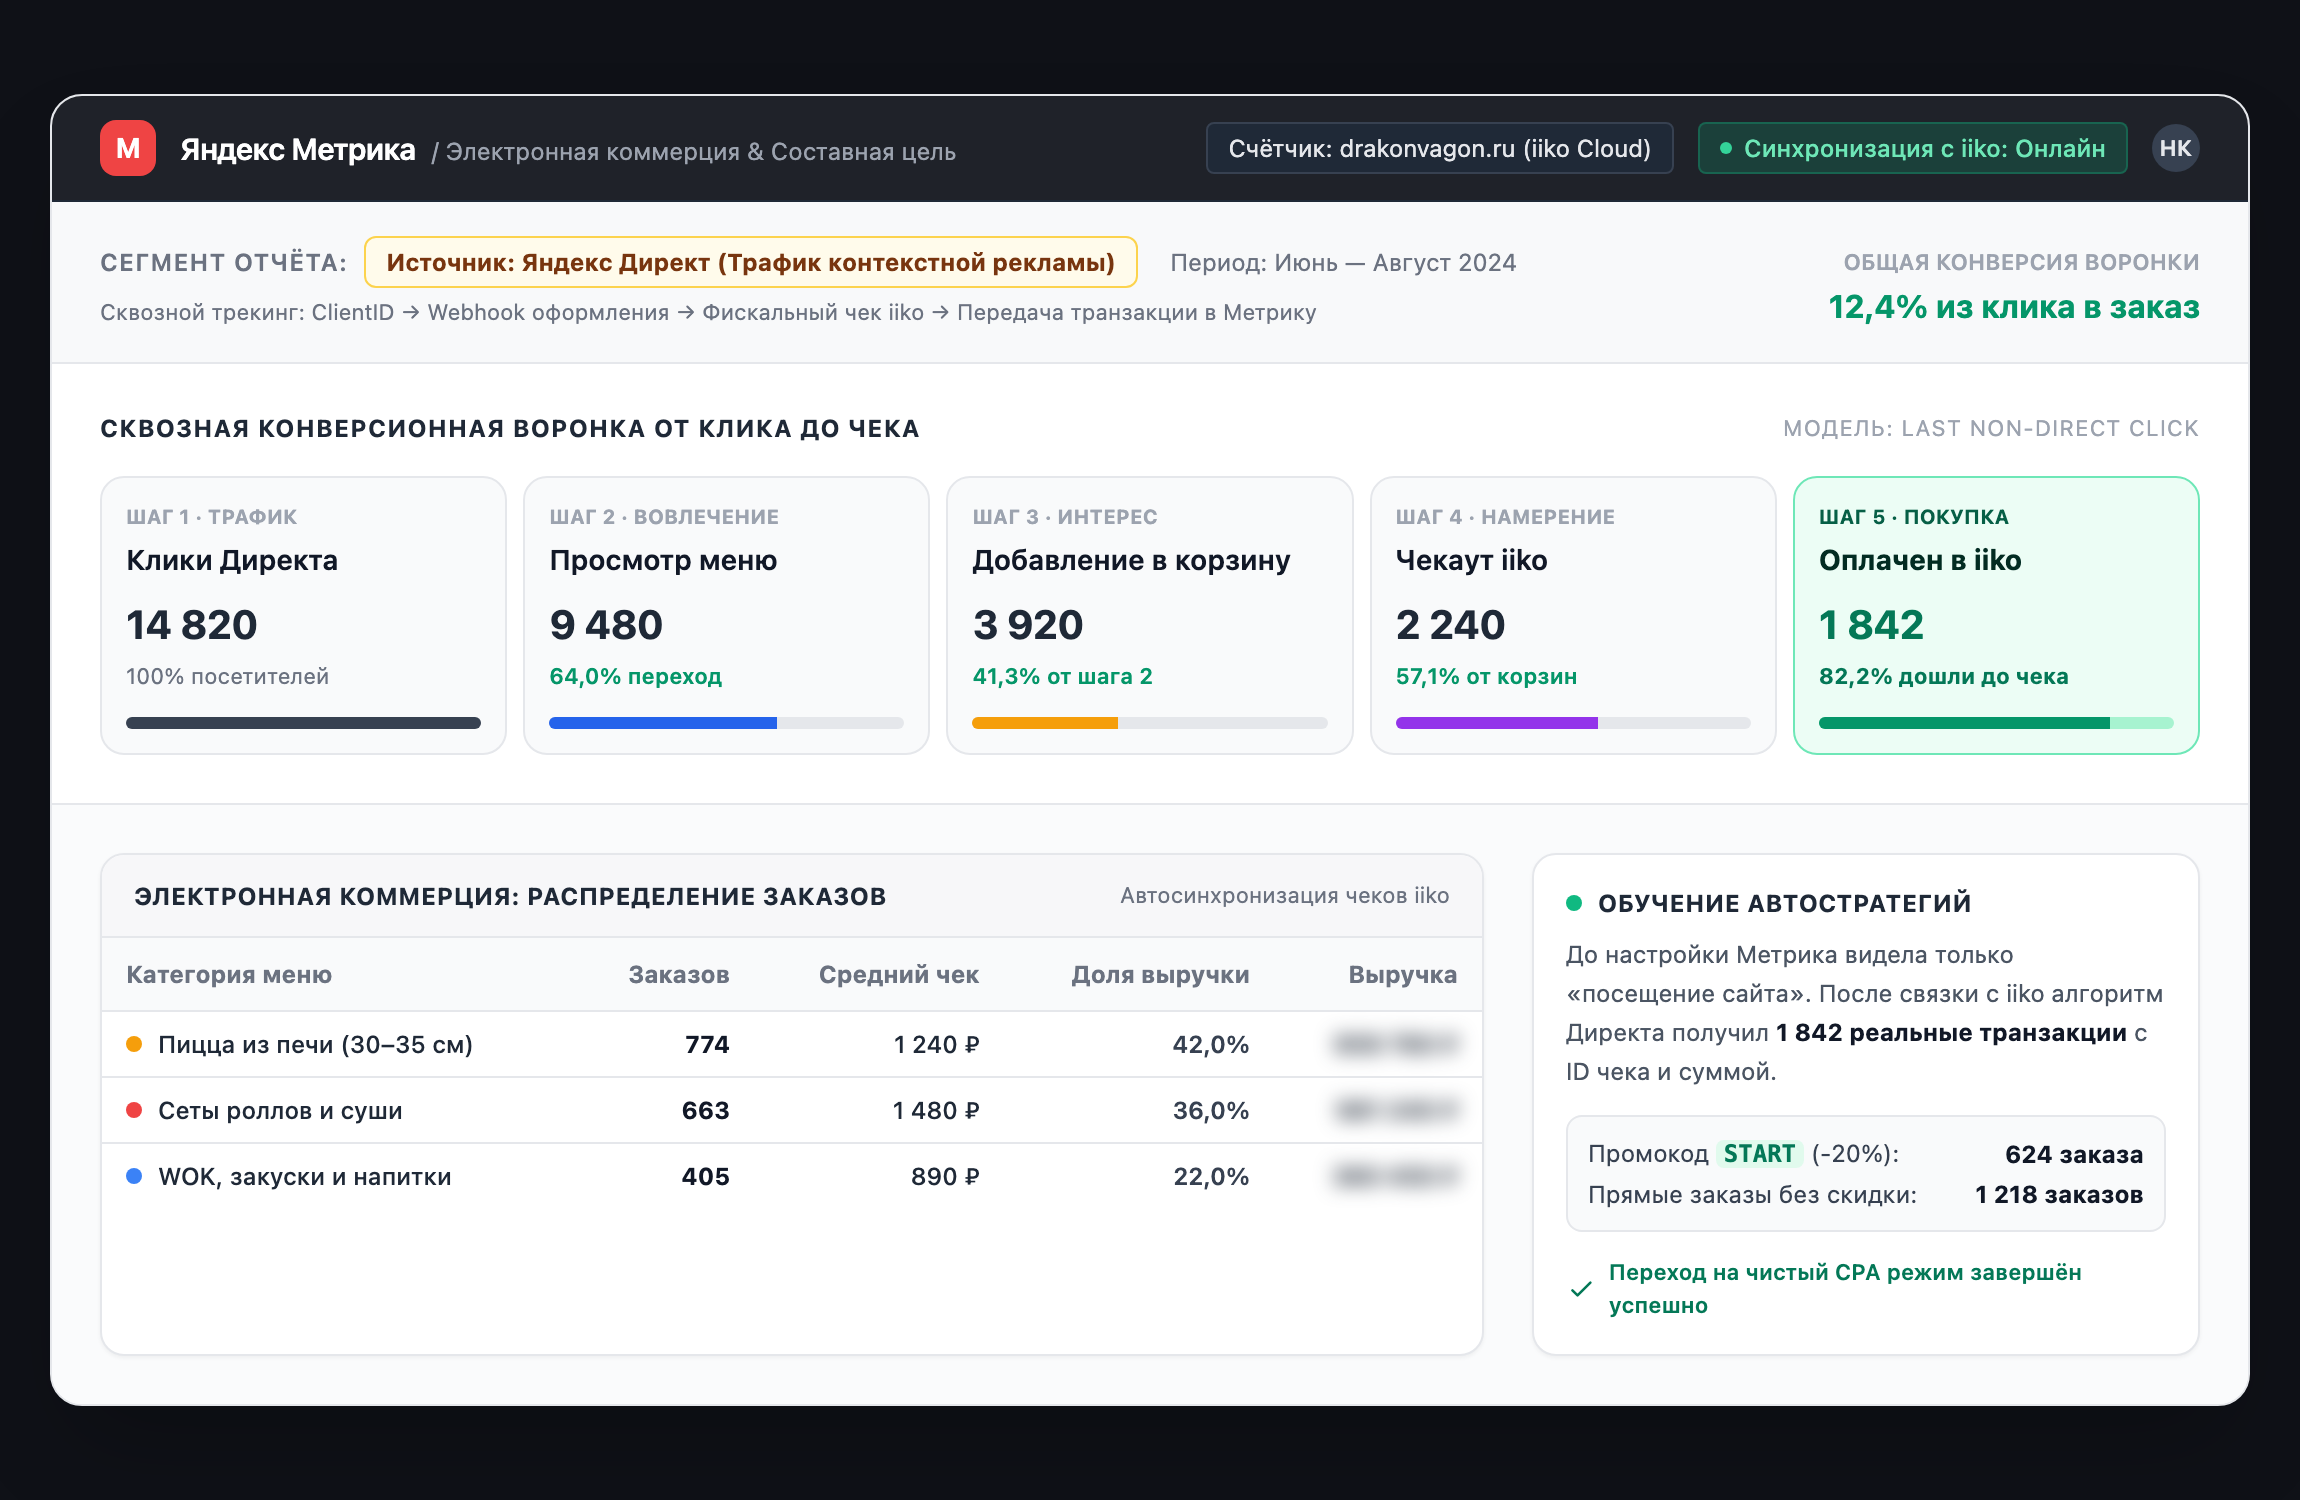 М Яндекс Метрика / Электронная коммерция & Составная цель
Счётчик: drakonvagon.ru (iiko Cloud)
Синхронизация с iiko: Онлайн
НК
СЕГМЕНТ ОТЧЁТА: Источник: Яндекс Директ (Трафик контекстной рекламы) Период: Июнь — Август 2024
Сквозной трекинг: ClientID → Webhook оформления → Фискальный чек iiko → Передача транзакции в Метрику
ОБЩАЯ КОНВЕРСИЯ ВОРОНКИ
12,4% из клика в заказ
СКВОЗНАЯ КОНВЕРСИОННАЯ ВОРОНКА ОТ КЛИКА ДО ЧЕКА
МОДЕЛЬ: LAST NON-DIRECT CLICK
ШАГ 1 · ТРАФИК
Клики Директа
14 820
100% посетителей
ШАГ 2 · ВОВЛЕЧЕНИЕ
Просмотр меню
9 480
64,0% переход
ШАГ 3 · ИНТЕРЕС
Добавление в корзину
3 920
41,3% от шага 2
ШАГ 4 · НАМЕРЕНИЕ
Чекаут iiko
2 240
57,1% от корзин
ШАГ 5 · ПОКУПКА
Оплачен в iiko
1 842
82,2% дошли до чека
ЭЛЕКТРОННАЯ КОММЕРЦИЯ: РАСПРЕДЕЛЕНИЕ ЗАКАЗОВ
Автосинхронизация чеков iiko
Категория меню Заказов Средний чек Доля выручки Выручка
Пицца из печи (30–35 см) 774 1 240 ₽ 42,0%
Сеты роллов и суши 663 1 480 ₽ 36,0%
WOK, закуски и напитки 405 890 ₽ 22,0%
ОБУЧЕНИЕ АВТОСТРАТЕГИЙ
До настройки Метрика видела только
«посещение сайта». После связки с iiko алгоритм
Директа получил 1 842 реальные транзакции с
ID чека и суммой.
Промокод START (-20%): 624 заказа
Прямые заказы без скидки: 1 218 заказов
Переход на чистый CPA режим завершён
успешно